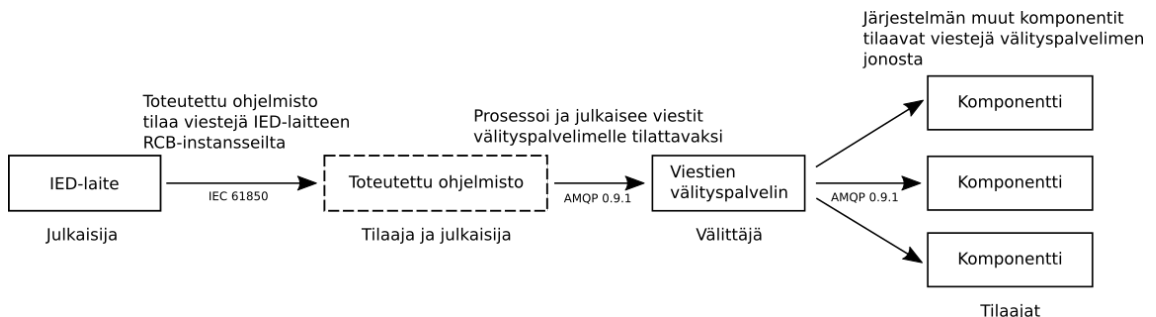 Järjestelmän muut komponentit
tilaavat viestejä välityspalvelimen
jonosta
Toteutettu ohjelmisto
tilaa viestejä IED-laitteen
RCB-instansseilta
Prosessoi ja julkaisee viestit
välityspalvelimelle tilattavaksi
IED-laite
IEC 61850
Toteutettu ohjelmisto
AMQP 0.9.1
Viestien
välityspalvelin
AMQP 0.9.1
Komponentti
Komponentti
Komponentti
Julkaisija
Tilaaja ja julkaisija
Välittäjä
Tilaajat